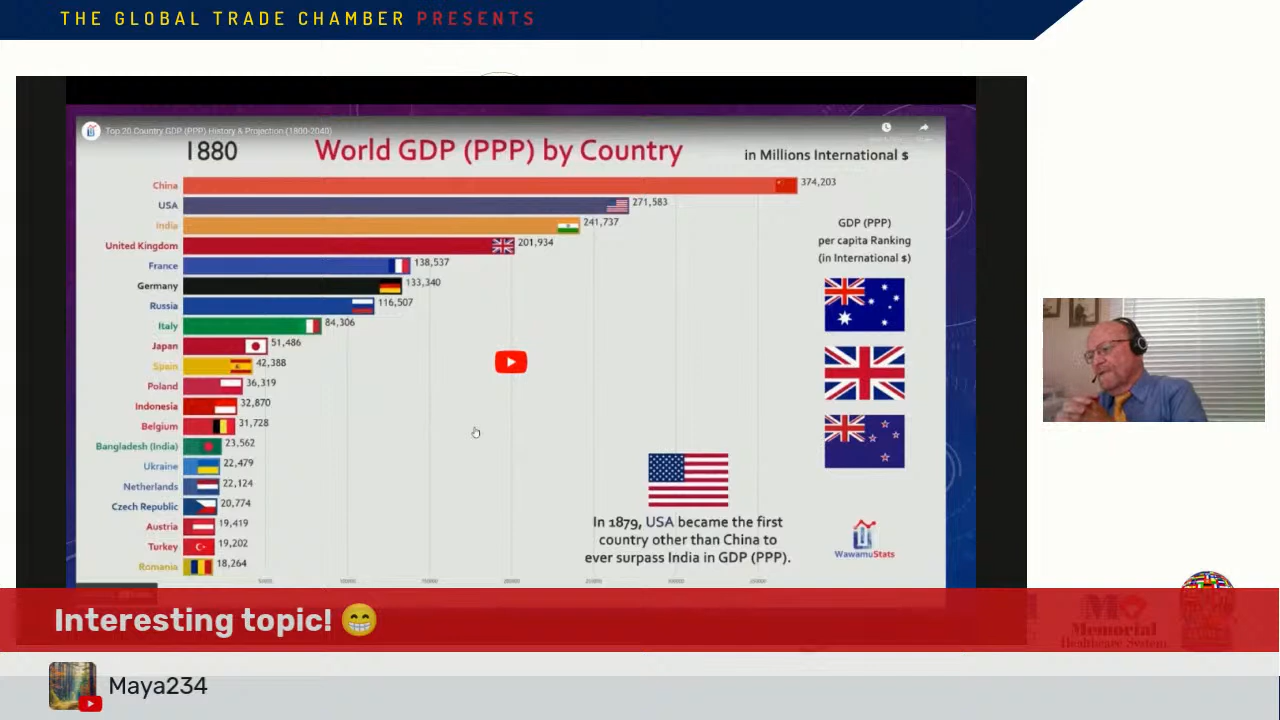 THE GLOBAL TRADE CHAMBER PRESENTS
Top 20 Country GDP (PPP) History & Projection (1800-2040)
1880
World GDP (PPP) by Country
in Millions International $
China 374,203
USA 271,583
India 241,737
United Kingdom 201,934
France 138,537
Germany 133,340
Russia 116,507
Italy 84,306
Japan 51,486
Spain 42,388
Poland 36,319
Indonesia 32,870
Belgium 31,728
Bangladesh (India) 23,562
Ukraine 22,479
Netherlands 22,124
Czech Republic 20,774
Austria 19,419
Turkey 19,202
Romania 18,264
GDP (PPP)
per capita Ranking
(in International $)
In 1879, USA became the first
country other than China to
ever surpass India in GDP (PPP).
WawamuStats
Interesting topic! 😁
Memorial
Healthcare System
Maya234